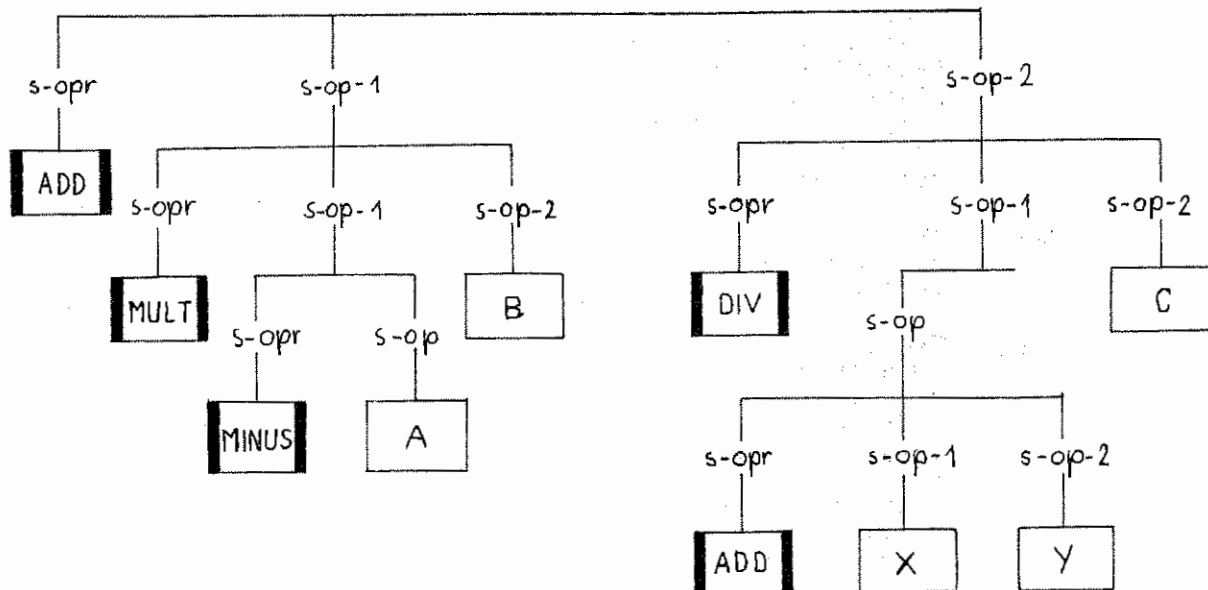 s-opr s-op-1 s-op-2
ADD
s-opr s-op-1 s-op-2 s-opr s-op-1 s-op-2
MULT B DIV C
s-opr s-op s-op
MINUS A
s-opr s-op-1 s-op-2
ADD X Y